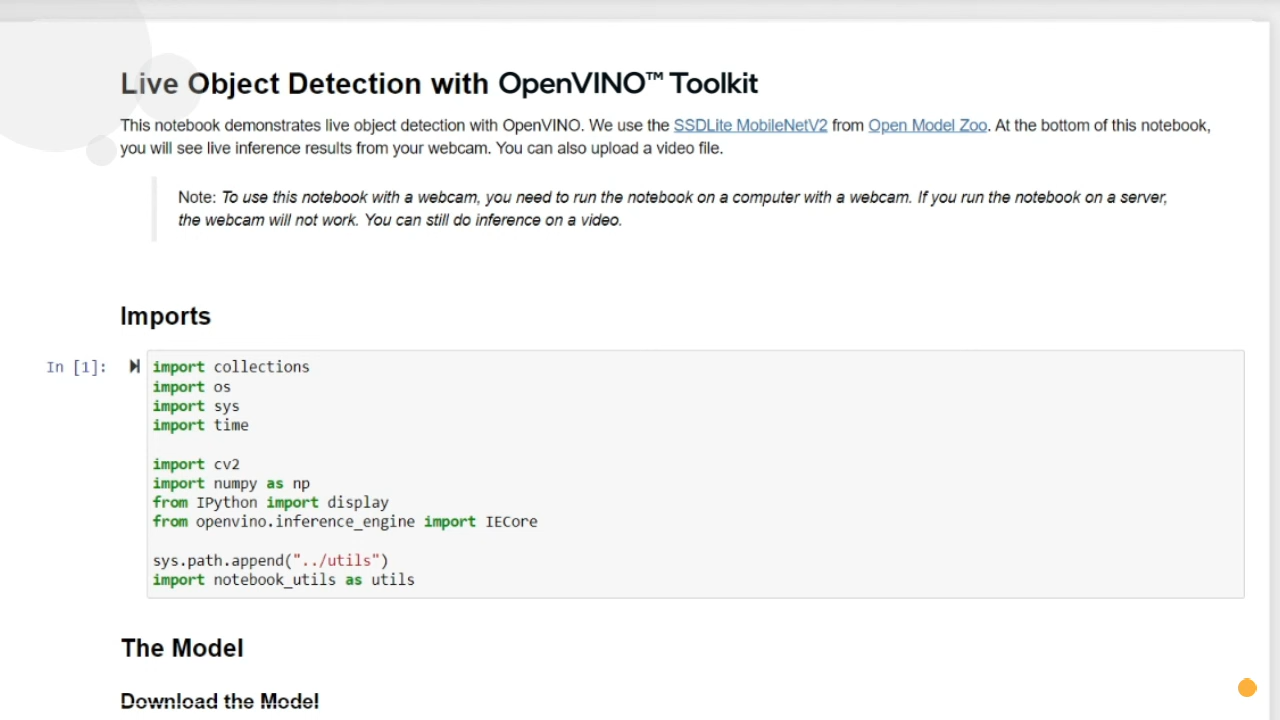 Live Object Detection with OpenVINO™ Toolkit
This notebook demonstrates live object detection with OpenVINO. We use the SSDLite MobileNetV2 from Open Model Zoo. At the bottom of this notebook,
you will see live inference results from your webcam. You can also upload a video file.
Note: To use this notebook with a webcam, you need to run the notebook on a computer with a webcam. If you run the notebook on a server,
the webcam will not work. You can still do inference on a video.
Imports
In [1]:
import collections
import os
import sys
import time
import cv2
import numpy as np
from IPython import display
from openvino.inference_engine import IECore
sys.path.append("../utils")
import notebook_utils as utils
The Model
Download the Model